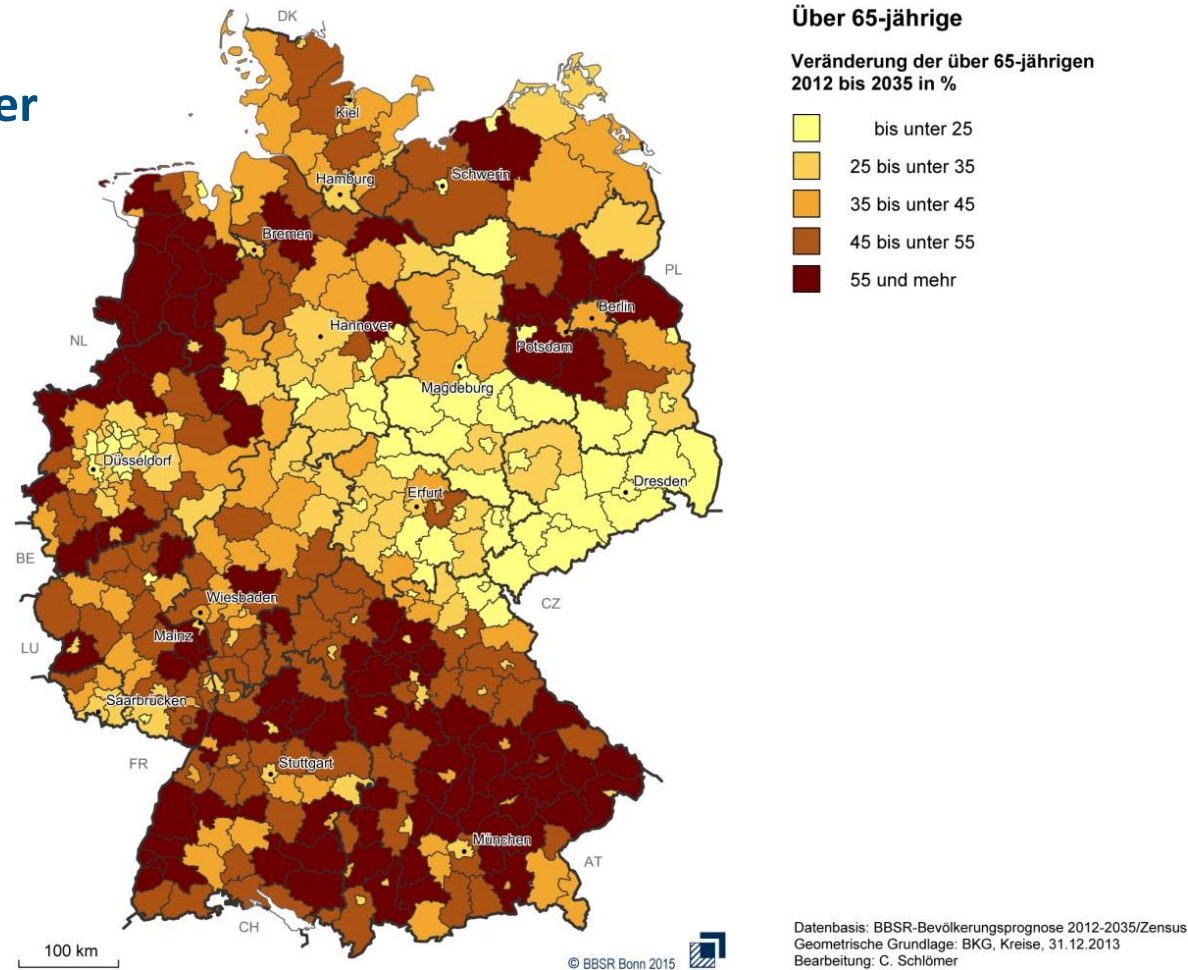 er
Über 65-jährige
Veränderung der über 65-jährigen
2012 bis 2035 in %
bis unter 25
25 bis unter 35
35 bis unter 45
45 bis unter 55
55 und mehr
DK
Kiel
Hamburg
Schwerin
Bremen
PL
Berlin
Hannover
NL
Potsdam
Magdeburg
Düsseldorf
Dresden
Erfurt
BE
Wiesbaden
CZ
Mainz
LU
Saarbrücken
FR
Stuttgart
München
AT
CH
100 km
© BBSR Bonn 2015
Datenbasis: BBSR-Bevölkerungsprognose 2012-2035/Zensus
Geometrische Grundlage: BKG, Kreise, 31.12.2013
Bearbeitung: C. Schlömer